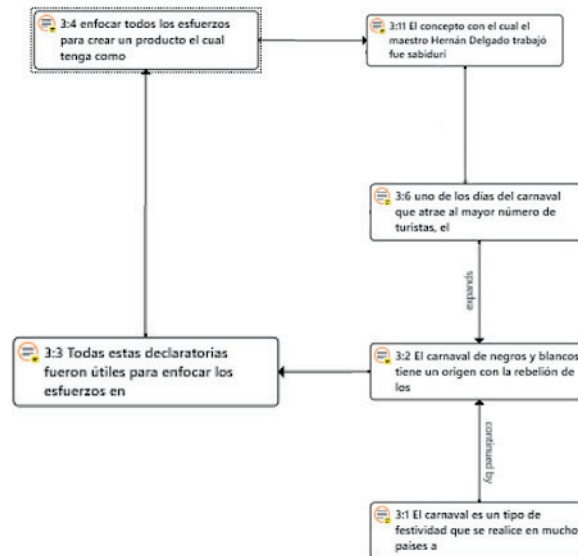 3:4 enfocar todos los esfuerzos
para crear un producto el cual
tenga como
3:11 El concepto con el cual el
maestro Hernán Delgado trabajó
fue sabidurí
3:6 uno de los días del carnaval
que atrae al mayor número de
turistas, el
expands
3:3 Todas estas declaratorias
fueron útiles para enfocar los
esfuerzos en
3:2 El carnaval de negros y blancos
tiene un origen con la rebelión de
los
continued by
3:1 El carnaval es un tipo de
festividad que se realice en mucho
países a